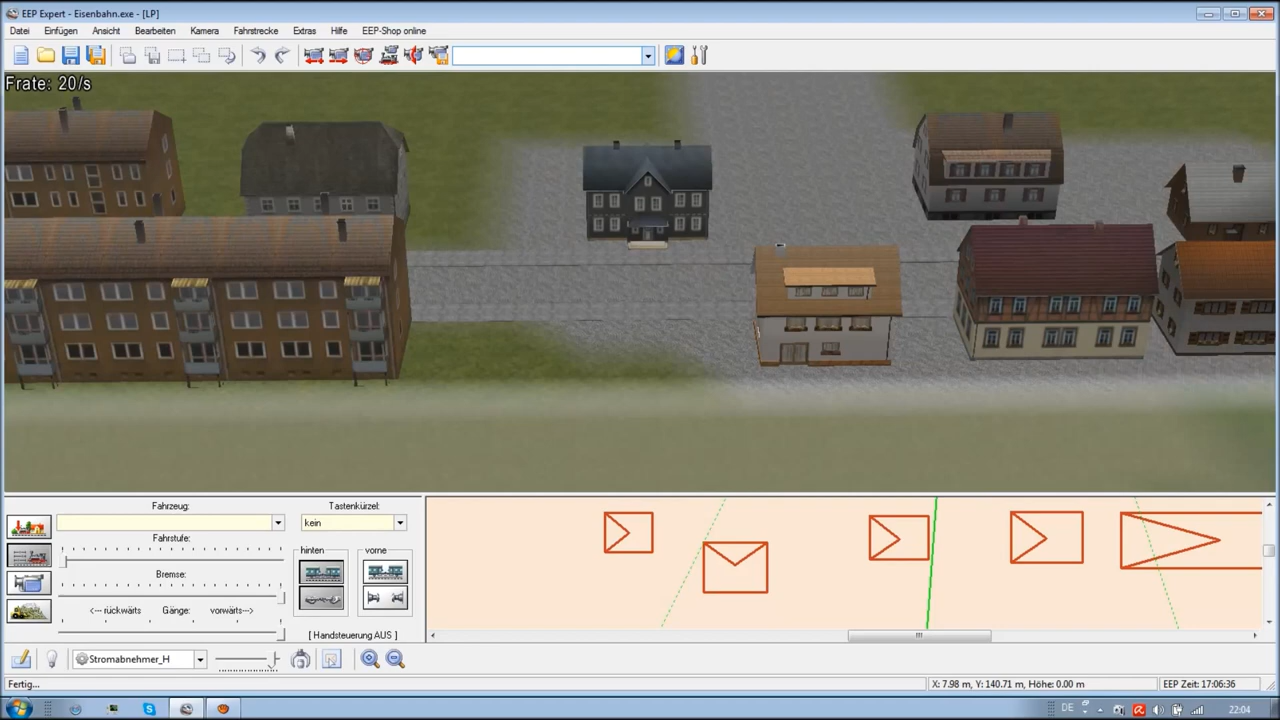 EEP Expert - Eisenbahn.exe - [LP]
Datei Einfügen Ansicht Bearbeiten Kamera Fahrstrecke Extras Hilfe EEP-Shop online
Frate: 20/s
Fahrzeug: Tastenkürzel:
kein
Fahrstufe:
hinten vorne
Bremse:
<--- rückwärts Gänge: vorwärts-->
[ Handsteuerung AUS ]
Stromabnehmer_H
Fertig... X: 7.98 m, Y: 140.71 m, Höhe: 0.00 m EEP Zeit: 17:06:36
DE 22:04